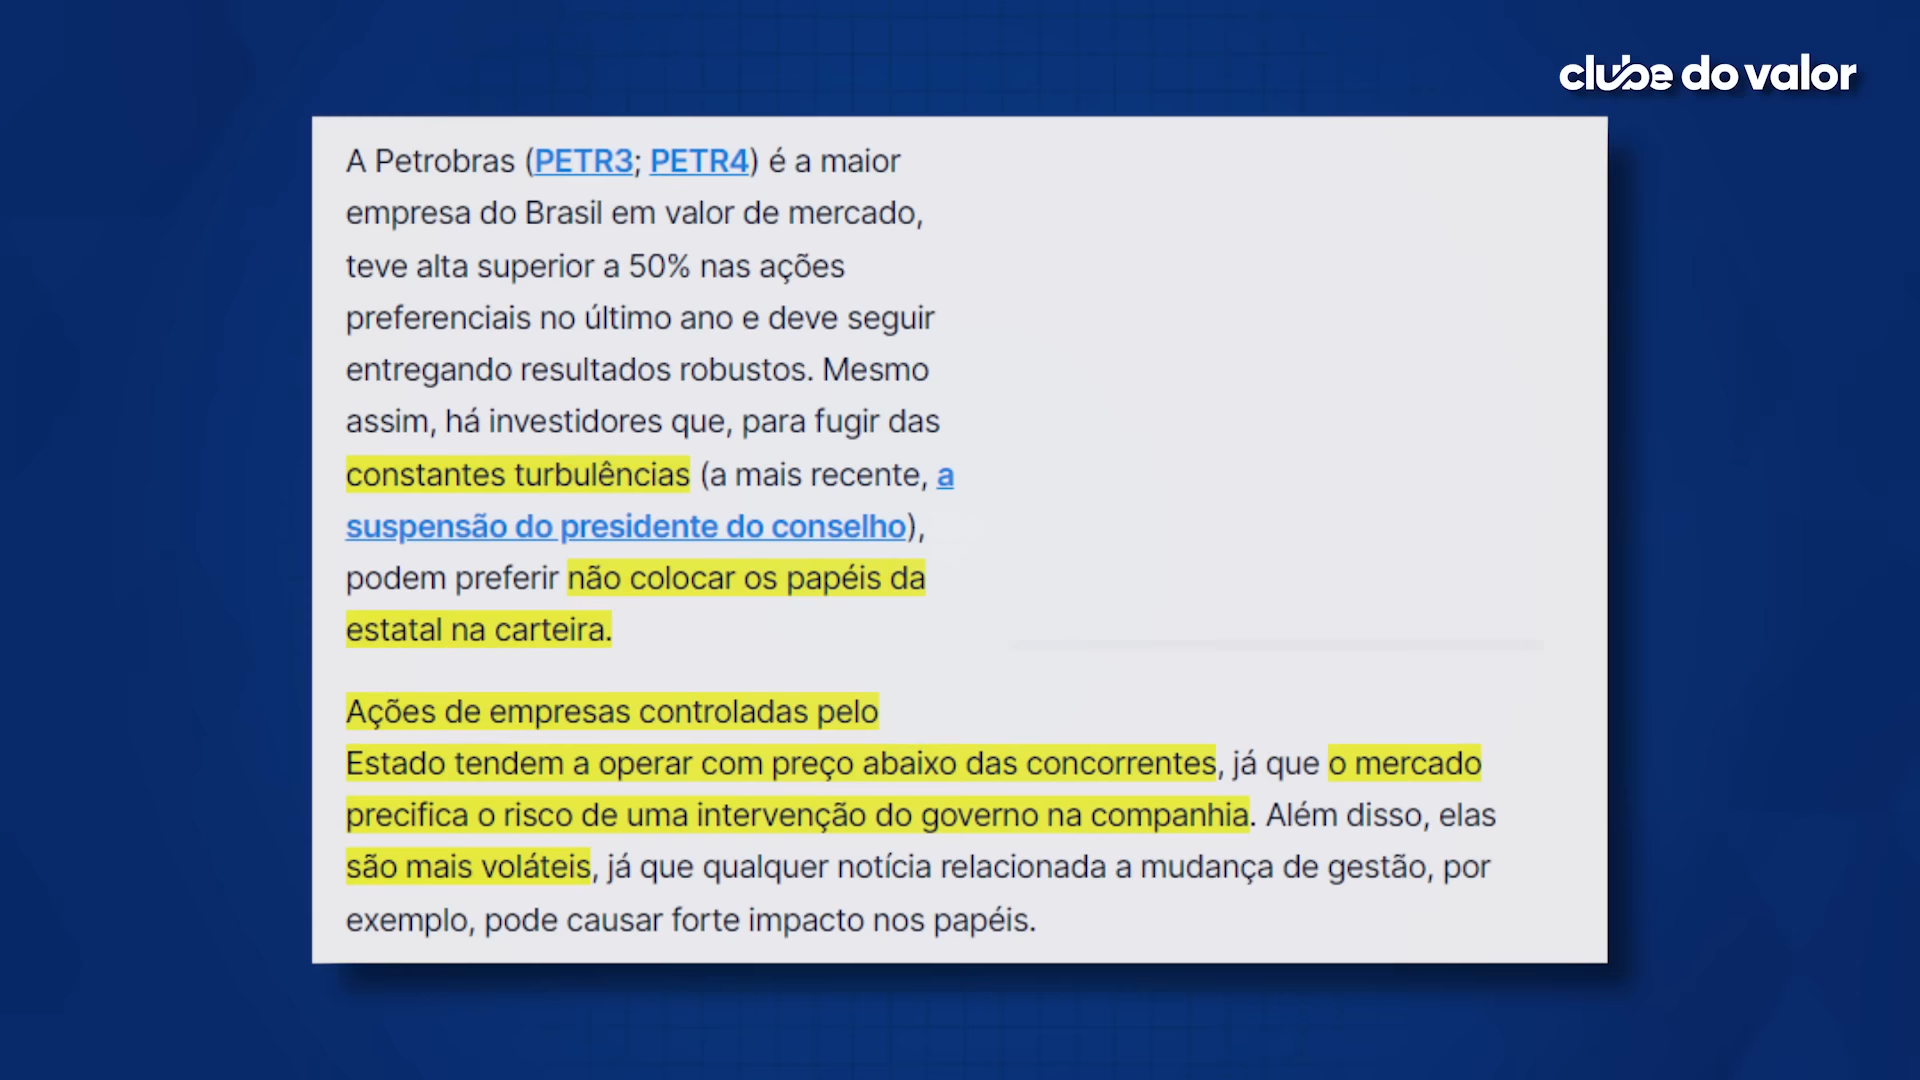 clube do valor
A Petrobras (PETR3; PETR4) é a maior
empresa do Brasil em valor de mercado,
teve alta superior a 50% nas ações
preferenciais no último ano e deve seguir
entregando resultados robustos. Mesmo
assim, há investidores que, para fugir das
constantes turbulências (a mais recente, a
suspensão do presidente do conselho),
podem preferir não colocar os papéis da
estatal na carteira.
Ações de empresas controladas pelo
Estado tendem a operar com preço abaixo das concorrentes, já que o mercado
precifica o risco de uma intervenção do governo na companhia. Além disso, elas
são mais voláteis, já que qualquer notícia relacionada a mudança de gestão, por
exemplo, pode causar forte impacto nos papéis.